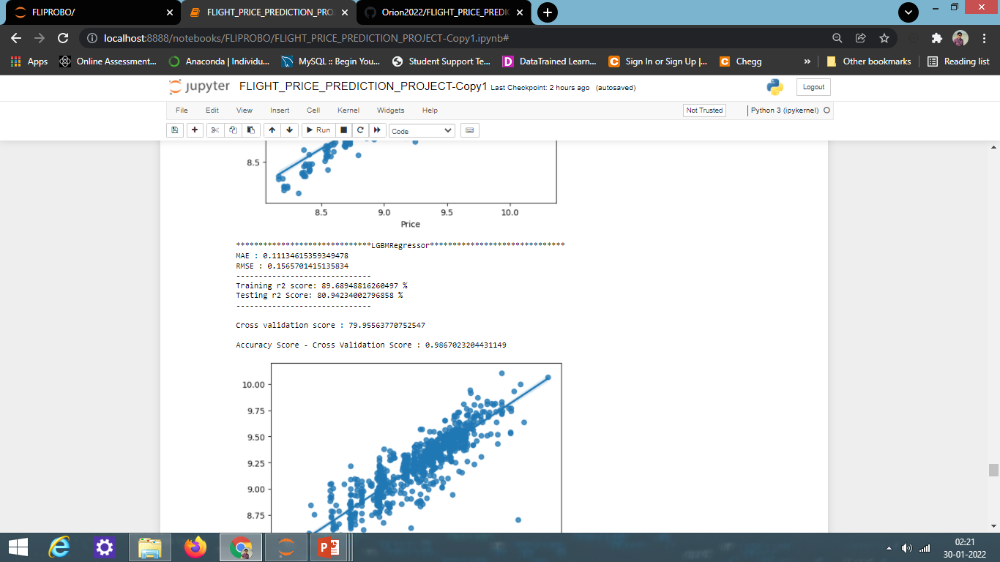 FLIPROBO/
FLIGHT_PRICE_PREDICTION_PRO
Orion2022/FLIGHT_PRICE_PREDIC
localhost:8888/notebooks/FLIPROBO/FLIGHT_PRICE_PREDICTION_PROJECT-Copy1.ipynb#
Apps
Online Assessment...
Anaconda | Individu...
MySQL :: Begin You...
Student Support Te...
D
DataTrained Learn...
C
Sign In or Sign Up |...
C
Chegg
»
Other bookmarks
Reading list
jupyter
FLIGHT_PRICE_PREDICTION_PROJECT-Copy1 Last Checkpoint: 2 hours ago (autosaved)
Logout
File Edit View Insert Cell Kernel Widgets Help
Not Trusted
Python 3 (ipykernel)
Run
Code
8.5
8.5 9.0 9.5 10.0
Price
******************************LGBMRegressor******************************
MAE : 0.11134615359349478
RMSE : 0.1565701415135834
------------------------------
Training r2 score: 89.68948816260497 %
Testing r2 Score: 80.94234002796858 %
------------------------------
Cross validation score : 79.95563770752547
Accuracy Score - Cross Validation Score : 0.9867023204431149
10.00
9.75
9.50
9.25
9.00
8.75
P
02:21
30-01-2022